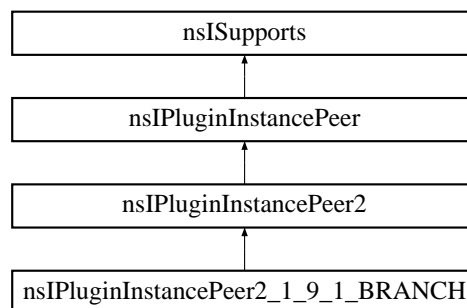 nsISupports
nsIPluginInstancePeer
nsIPluginInstancePeer2
nsIPluginInstancePeer2_1_9_1_BRANCH